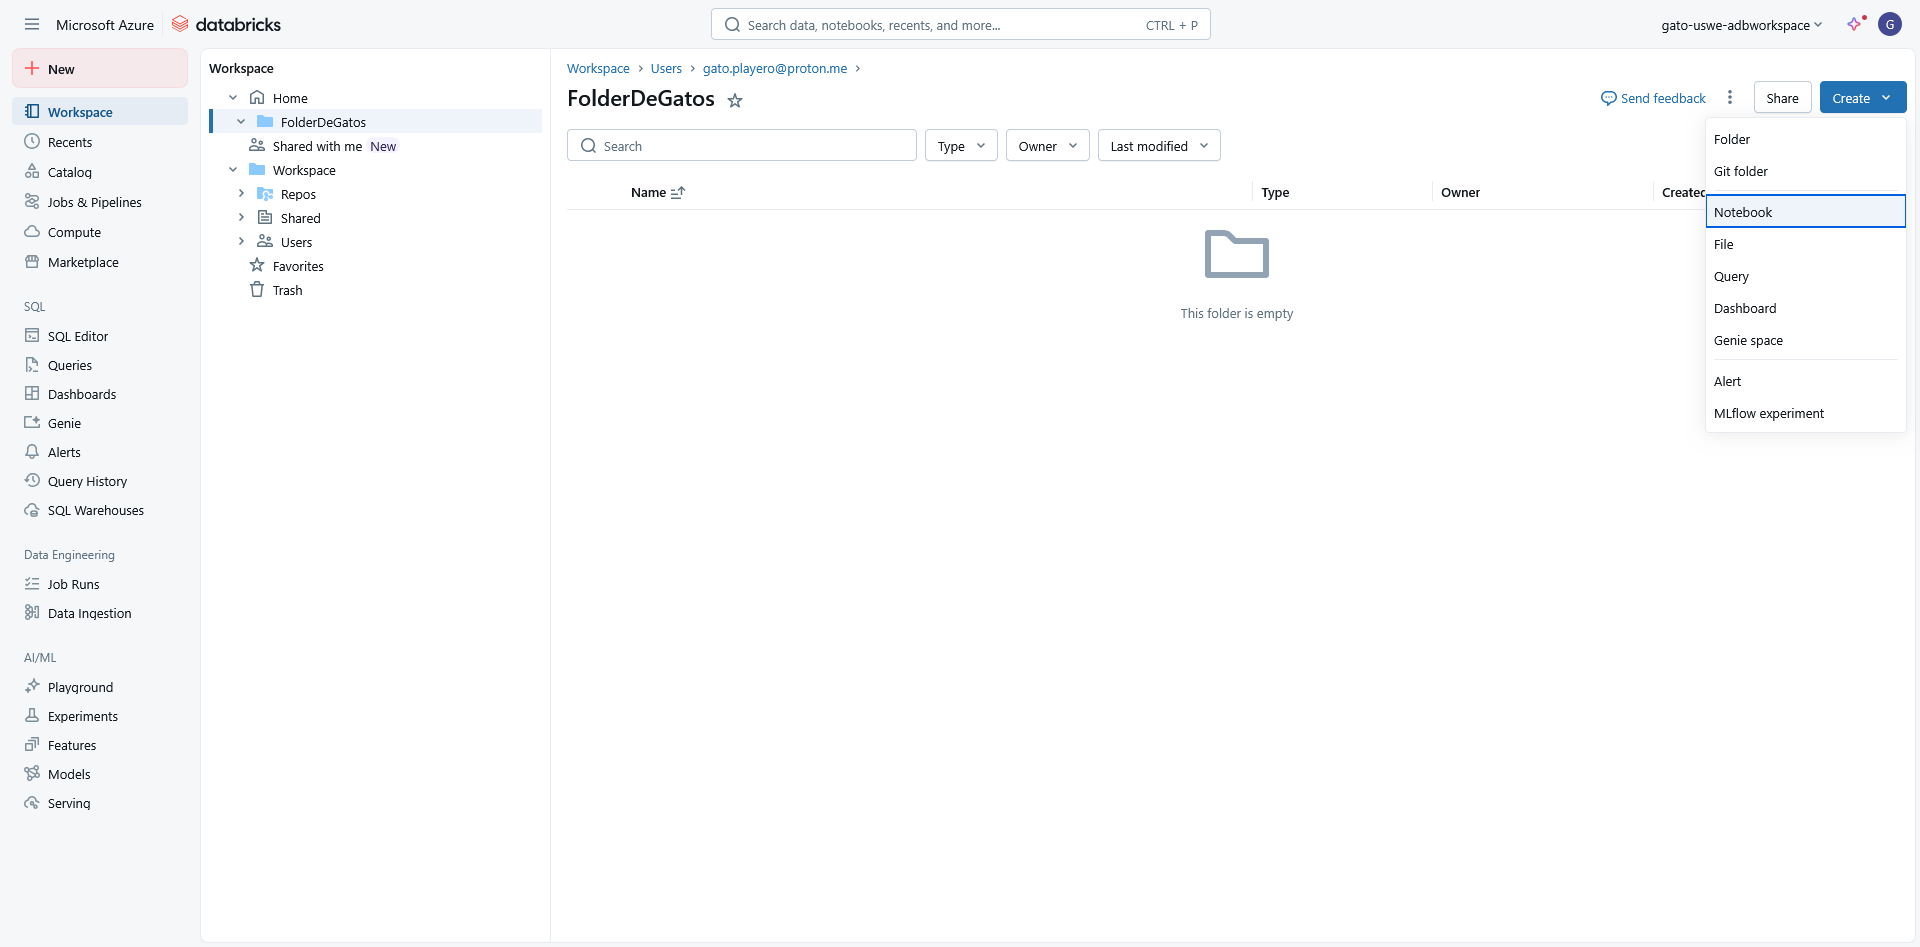 Microsoft Azure databricks
Search data, notebooks, recents, and more... CTRL + P
gato-uswe-adbworkspace G
New
Workspace
Recents
Catalog
Jobs & Pipelines
Compute
Marketplace
SQL
SQL Editor
Queries
Dashboards
Genie
Alerts
Query History
SQL Warehouses
Data Engineering
Job Runs
Data Ingestion
AI/ML
Playground
Experiments
Features
Models
Serving
Workspace
Home
FolderDeGatos
Shared with me New
Workspace
Repos
Shared
Users
Favorites
Trash
Workspace > Users > gato.playero@proton.me >
FolderDeGatos
Send feedback Share Create
Search Type Owner Last modified
Name Type Owner Created
This folder is empty
Folder
Git folder
Notebook
File
Query
Dashboard
Genie space
Alert
MLflow experiment